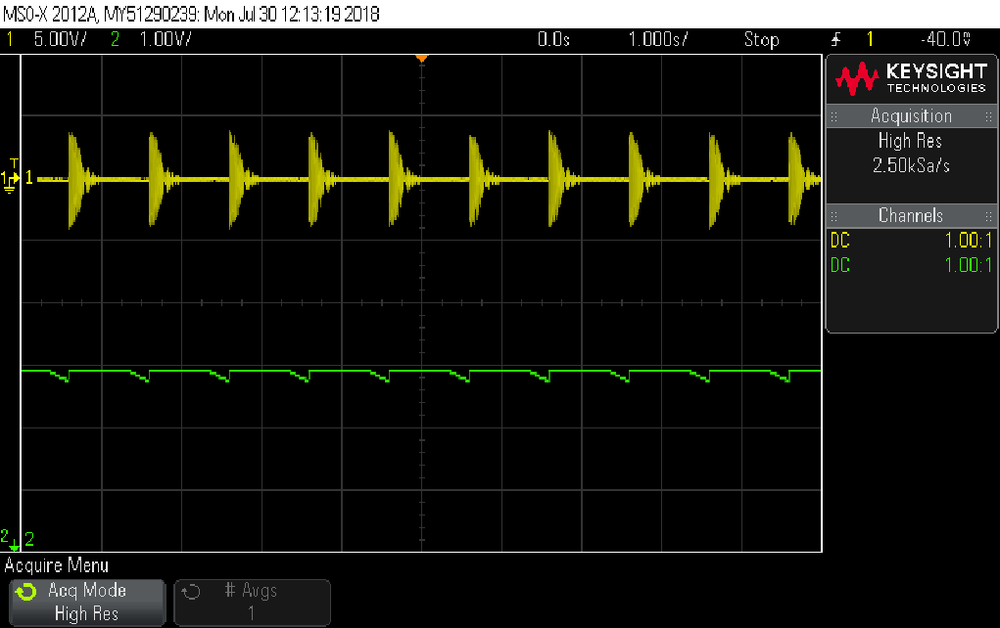 MSO-X 2012A, MY51290239: Mon Jul 30 12:13:19 2018
1 5.00V/ 2 1.00V/ 0.0s 1.000s/ Stop 1 -40.0V
KEYSIGHT
TECHNOLOGIES
Acquisition
High Res
2.50kSa/s
Channels
DC 1.00:1
DC 1.00:1
T
1 1
2 2
Acquire Menu
Acq Mode
High Res
# Avgs
1